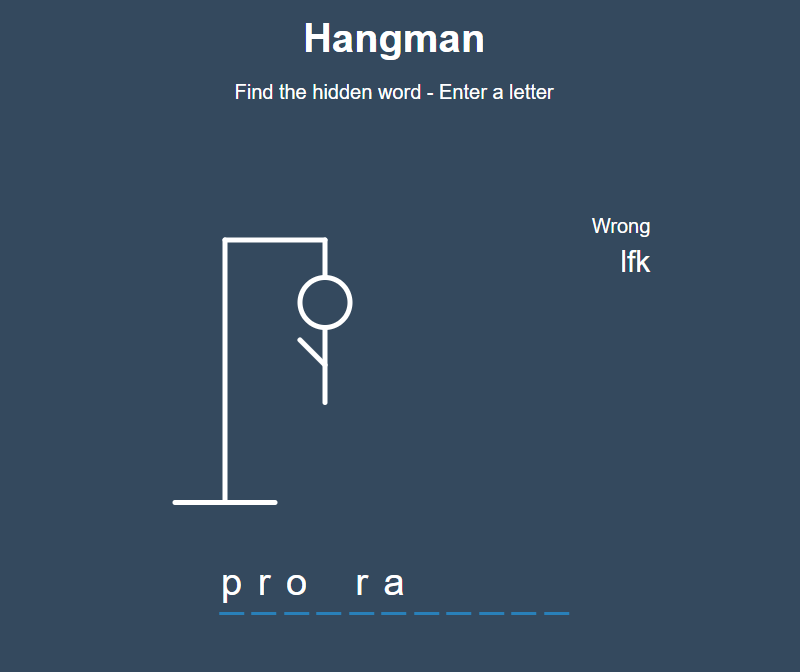 Hangman
Find the hidden word - Enter a letter
Wrong
lfk
p r o r a